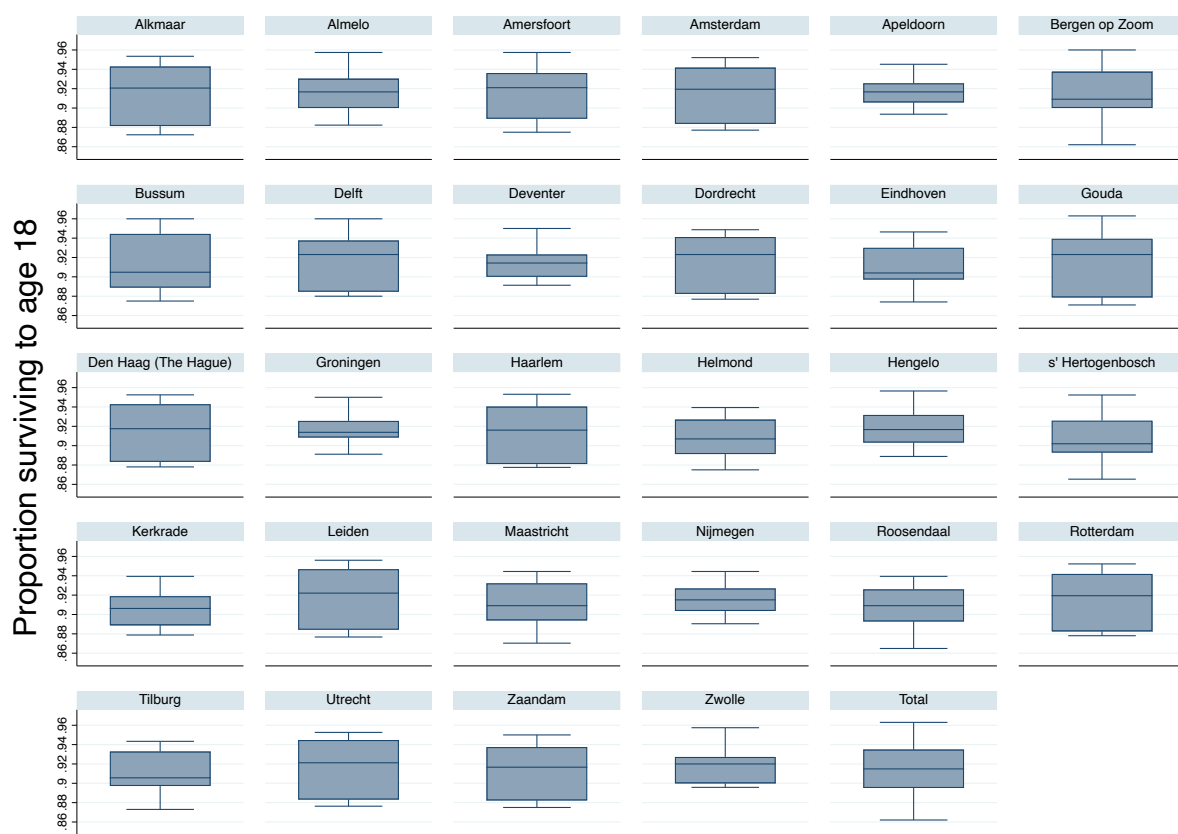 Proportion surviving to age 18
Alkmaar Almelo Amersfoort Amsterdam Apeldoorn Bergen op Zoom
.86 .88 .9 .92 .94 .96
Bussum Delft Deventer Dordrecht Eindhoven Gouda
.86 .88 .9 .92 .94 .96
Den Haag (The Hague) Groningen Haarlem Helmond Hengelo s' Hertogenbosch
.86 .88 .9 .92 .94 .96
Kerkrade Leiden Maastricht Nijmegen Roosendaal Rotterdam
.86 .88 .9 .92 .94 .96
Tilburg Utrecht Zaandam Zwolle Total
.86 .88 .9 .92 .94 .96